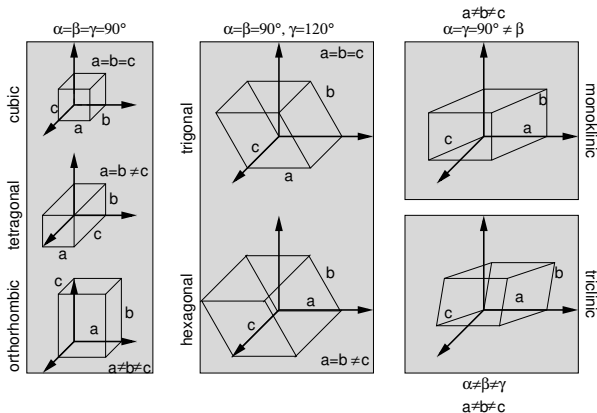 α=β=γ=90°
cubic
a=b=c
c
a
b
tetragonal
a=b≠c
b
c
a
orthorhombic
c
a
b
a≠b≠c
α=β=90°, γ=120°
trigonal
a=b=c
b
c
a
hexagonal
b
a
c
a=b≠c
a≠b≠c
α=γ=90° ≠ β
monoklinic
b
c
a
triclinic
b
c
a
α≠β≠γ
a≠b≠c